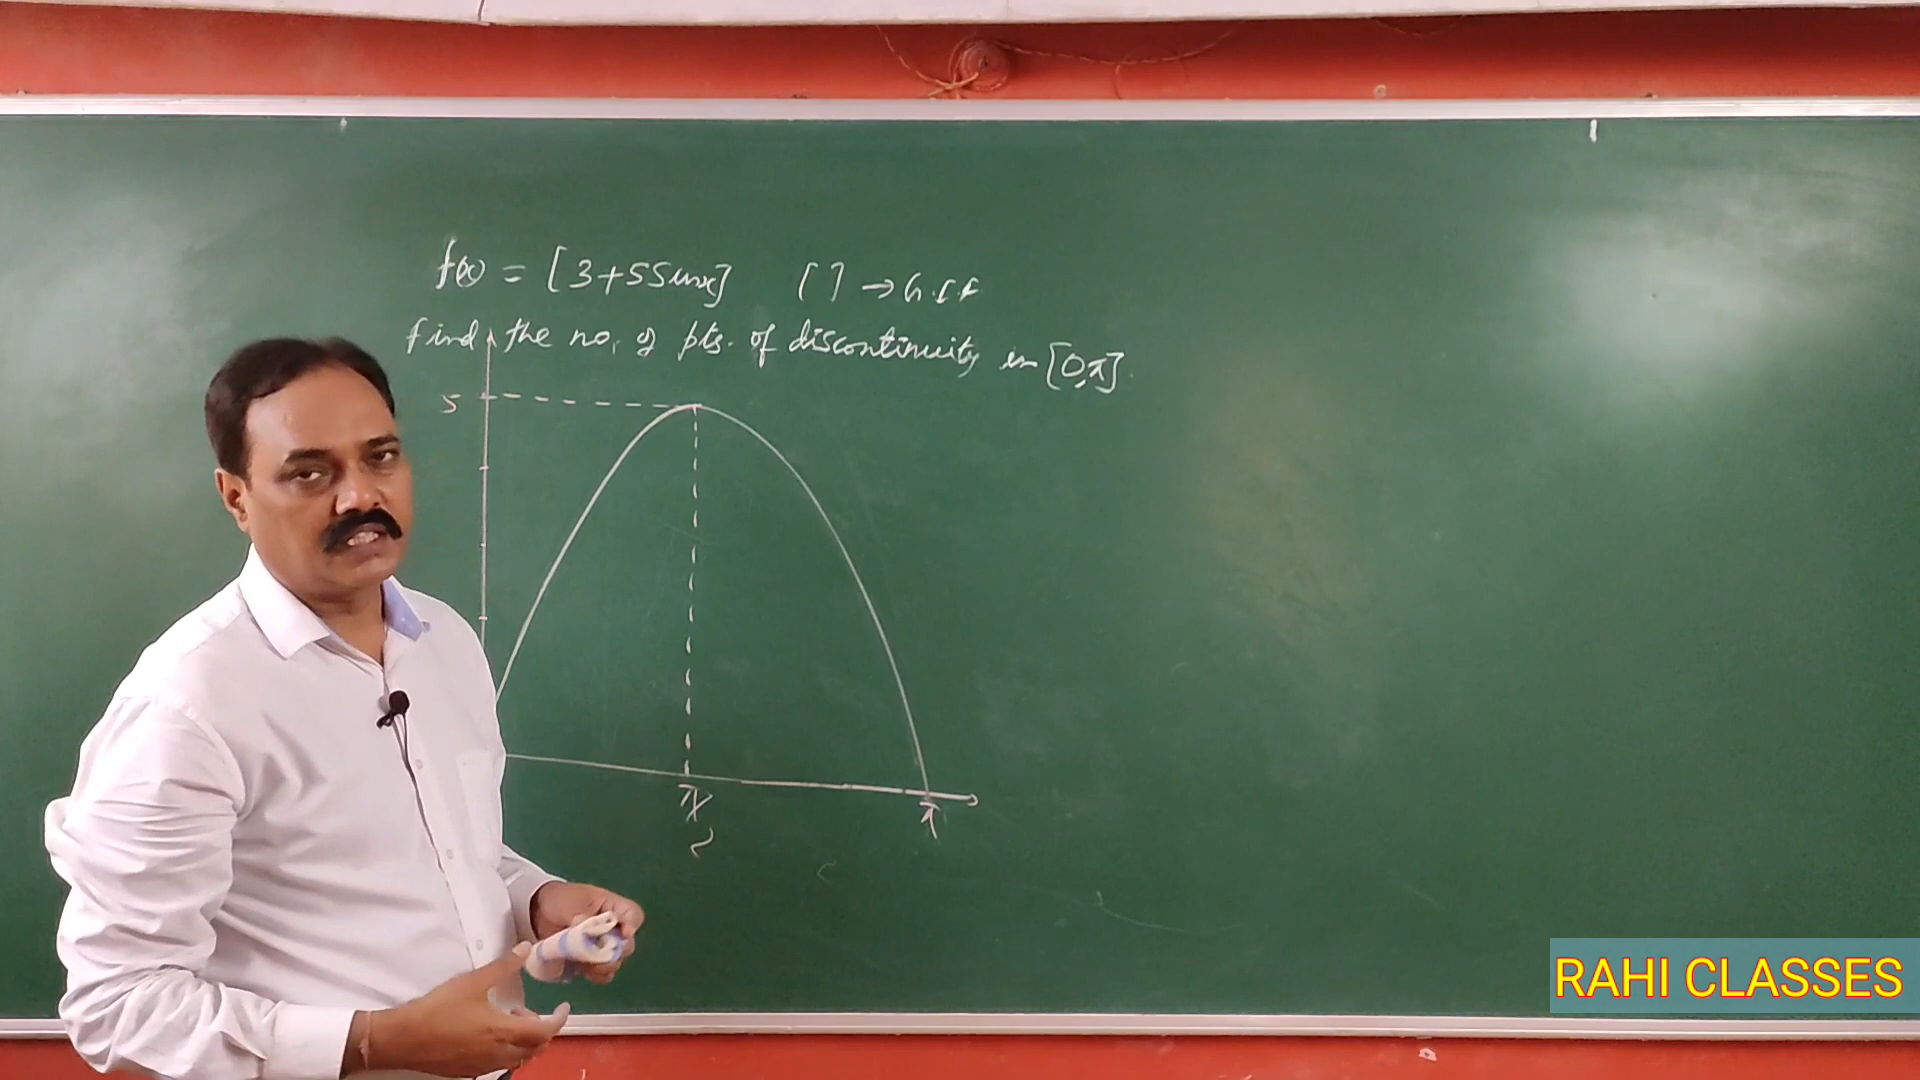 f(x) = [3+5Sinx] [ ] → G.I.F
find the no. of pts. of discontinuity in [0,π].
5
π/2
π
RAHI CLASSES